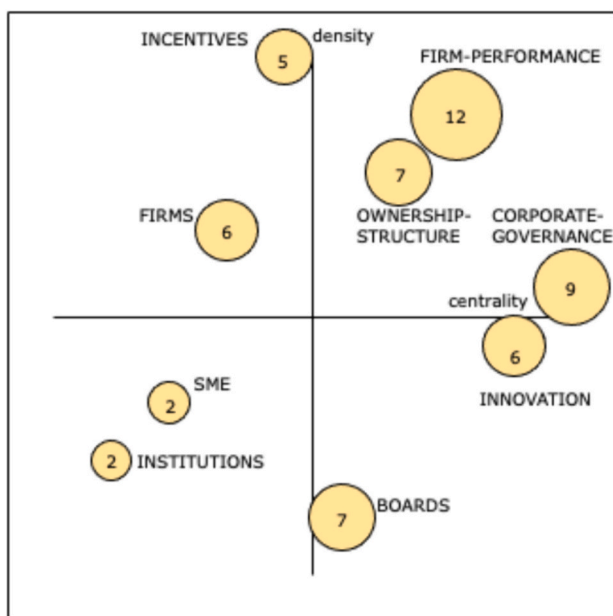 INCENTIVES
density
5
FIRM-PERFORMANCE
12
7
OWNERSHIP-
STRUCTURE
FIRMS
6
CORPORATE-
GOVERNANCE
9
centrality
6
INNOVATION
SME
2
2
INSTITUTIONS
BOARDS
7